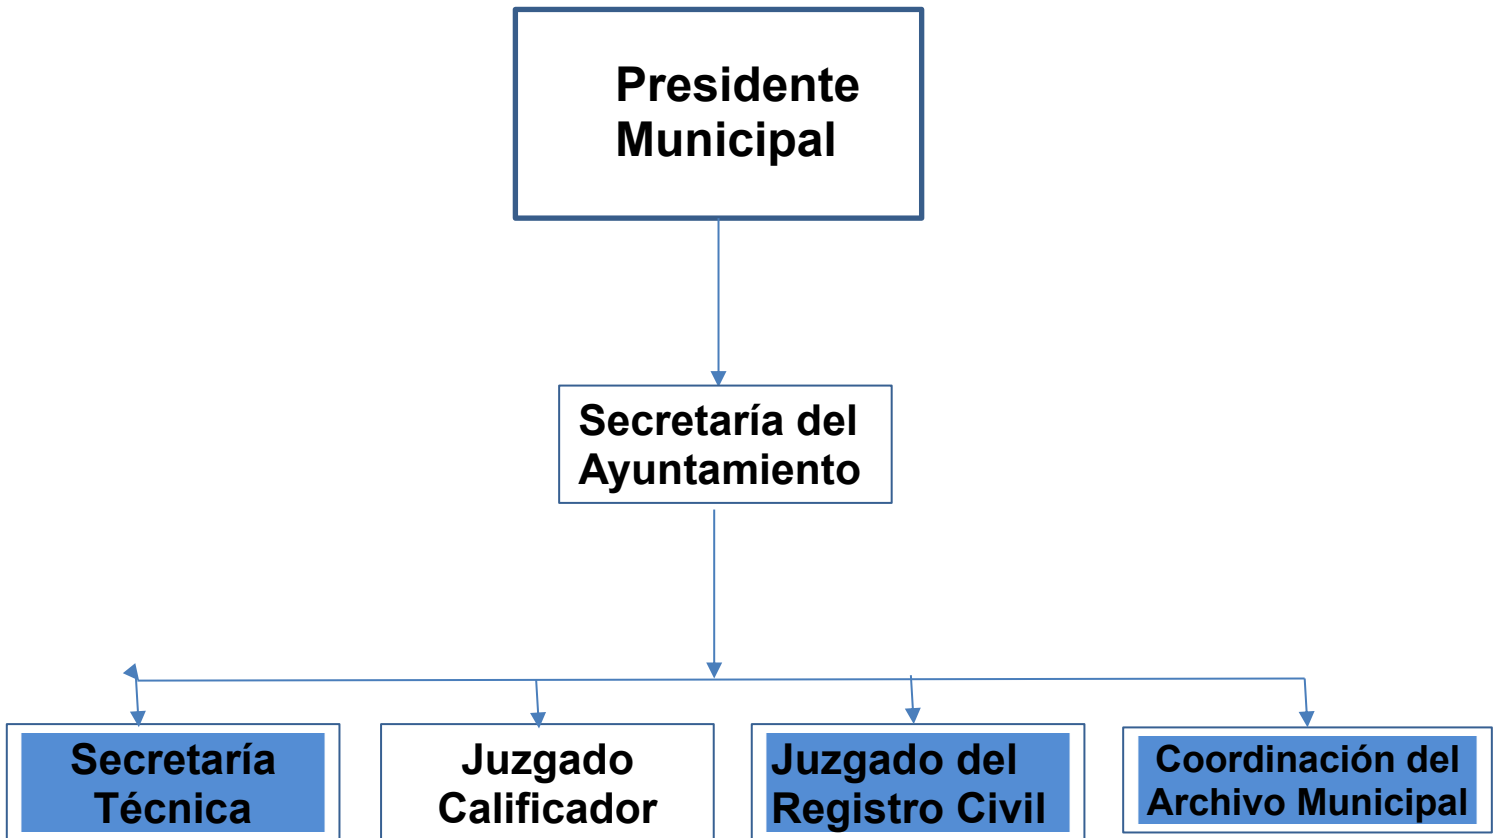 Presidente
Municipal
Secretaría del
Ayuntamiento
Secretaría
Técnica
Juzgado
Calificador
Juzgado del
Registro Civil
Coordinación del
Archivo Municipal